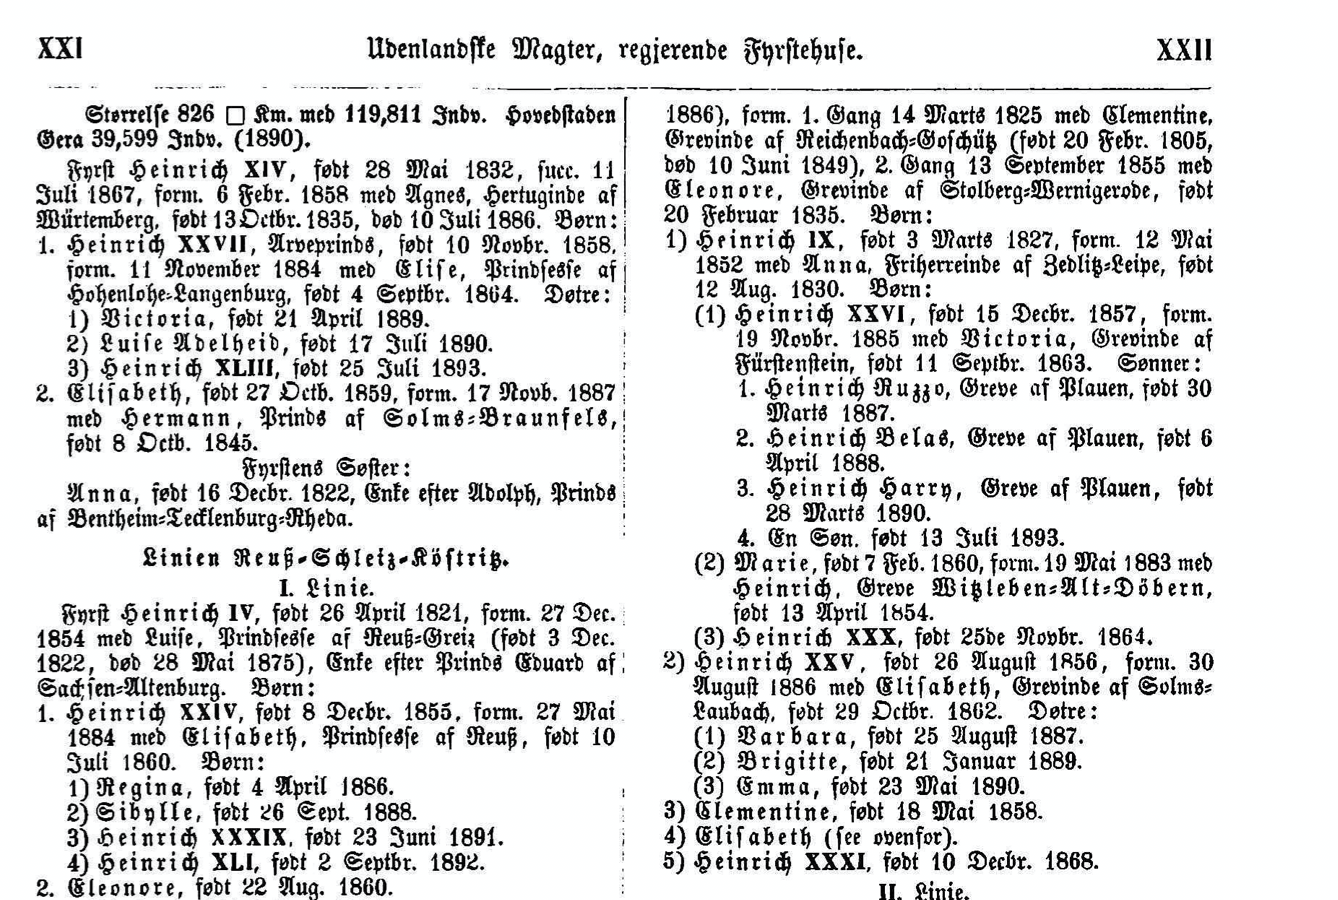 XXI
Udenlandske Magter, regjerende Fyrstehuse.
XXII
Størrelse 826 □ Km. med 119,811 Indv. Hovedstaden
Gera 39,599 Indv. (1890).
Fyrst Heinrich XIV, født 28 Mai 1832, succ. 11
Juli 1867, form. 6 Febr. 1858 med Agnes, Hertuginde af
Würtemberg, født 13 Octbr. 1835, død 10 Juli 1886. Børn:
1. Heinrich XXVII, Arveprinds, født 10 Novbr. 1858,
form. 11 November 1884 med Elise, Prindsesse af
Hohenlohe-Langenburg, født 4 Septbr. 1864. Døtre:
1) Victoria, født 21 April 1889.
2) Luise Adelheid, født 17 Juli 1890.
3) Heinrich XLIII, født 25 Juli 1893.
2. Elisabeth, født 27 Octb. 1859, form. 17 Novb. 1887
med Hermann, Prinds af Solms-Braunfels,
født 8 Octb. 1845.
Fyrstens Søster:
Anna, født 16 Decbr. 1822, Enke efter Adolph, Prinds
af Bentheim-Tecklenburg-Rheda.
Linien Reuß-Schleiz-Köstritz.
I. Linie.
Fyrst Heinrich IV, født 26 April 1821, form. 27 Dec.
1854 med Luise, Prindsesse af Reuß-Greiz (født 3 Dec.
1822, død 28 Mai 1875), Enke efter Prinds Eduard af
Sachsen-Altenburg. Børn:
1. Heinrich XXIV, født 8 Decbr. 1855, form. 27 Mai
1884 med Elisabeth, Prindsesse af Reuß, født 10
Juli 1860. Børn:
1) Regina, født 4 April 1886.
2) Sibylle, født 26 Sept. 1888.
3) Heinrich XXXIX, født 23 Juni 1891.
4) Heinrich XLI, født 2 Septbr. 1892.
2. Eleonore, født 22 Aug. 1860.
1886), form. 1. Gang 14 Marts 1825 med Clementine,
Grevinde af Reichenbach-Goschütz (født 20 Febr. 1805,
død 10 Juni 1849), 2. Gang 13 September 1855 med
Eleonore, Grevinde af Stolberg-Wernigerode, født
20 Februar 1835. Børn:
1) Heinrich IX, født 3 Marts 1827, form. 12 Mai
1852 med Anna, Friherreinde af Zedlitz-Leipe, født
12 Aug. 1830. Børn:
(1) Heinrich XXVI, født 15 Decbr. 1857, form.
19 Novbr. 1885 med Victoria, Grevinde af
Fürstenstein, født 11 Septbr. 1863. Sønner:
1. Heinrich Ruzzo, Greve af Plauen, født 30
Marts 1887.
2. Heinrich Belas, Greve af Plauen, født 6
April 1888.
3. Heinrich Harry, Greve af Plauen, født
28 Marts 1890.
4. En Søn, født 13 Juli 1893.
(2) Marie, født 7 Feb. 1860, form. 19 Mai 1883 med
Heinrich, Greve Witzleben-Alt-Döbern,
født 13 April 1854.
(3) Heinrich XXX, født 25de Novbr. 1864.
2) Heinrich XXV, født 26 August 1856, form. 30
August 1886 med Elisabeth, Grevinde af Solms-
Laubach, født 29 Octbr. 1862. Døtre:
(1) Barbara, født 25 August 1887.
(2) Brigitte, født 21 Januar 1889.
(3) Emma, født 23 Mai 1890.
3) Clementine, født 18 Mai 1858.
4) Elisabeth (see ovenfor).
5) Heinrich XXXI, født 10 Decbr. 1868.
II. Linie.